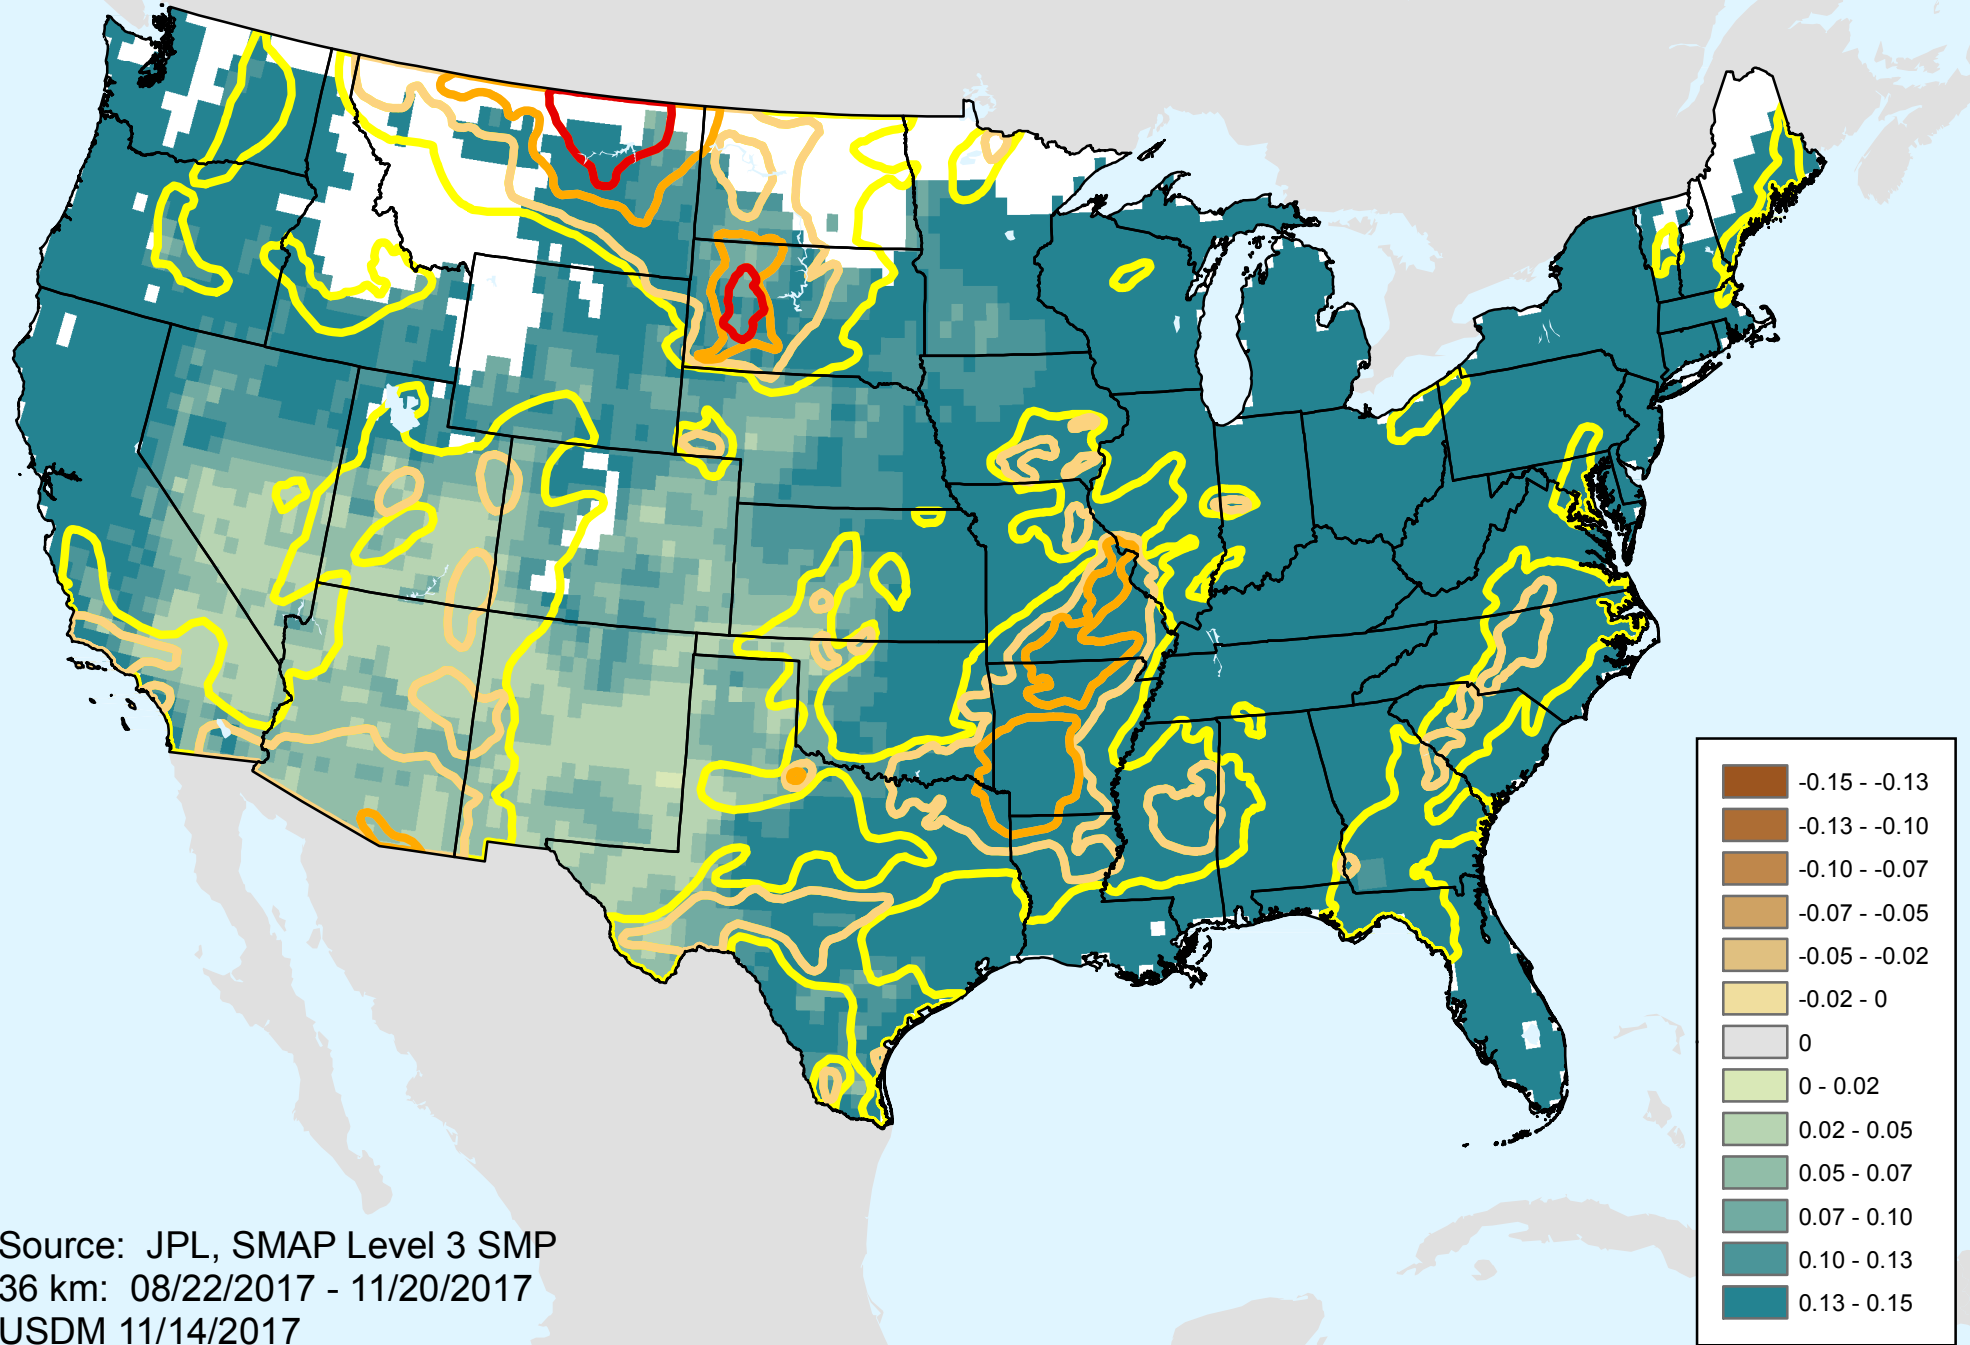 -0.15 - -0.13
-0.13 - -0.10
-0.10 - -0.07
-0.07 - -0.05
-0.05 - -0.02
-0.02 - 0
0
0 - 0.02
0.02 - 0.05
0.05 - 0.07
0.07 - 0.10
0.10 - 0.13
0.13 - 0.15
Source: JPL, SMAP Level 3 SMP
36 km: 08/22/2017 - 11/20/2017
USDM 11/14/2017